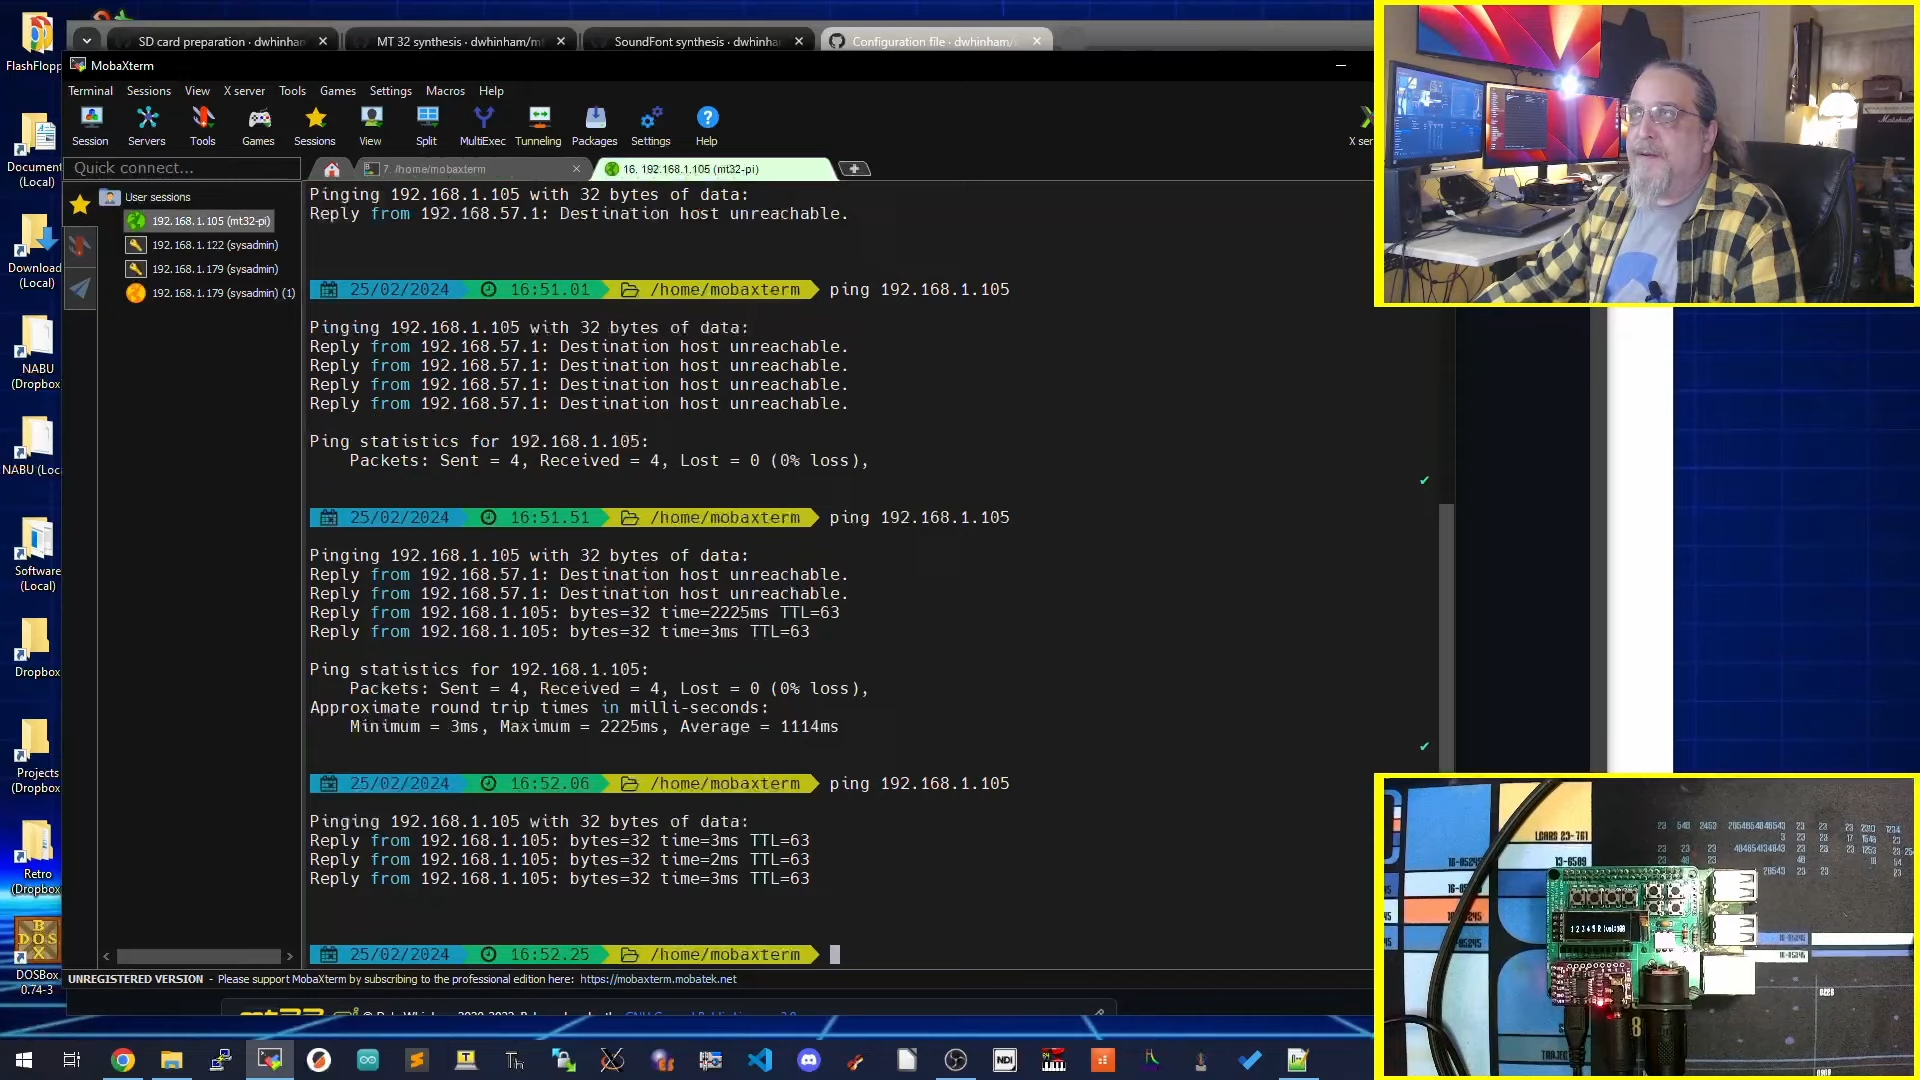 FlashFlopp
Document
(Local)
Download
(Local)
NABU
(Dropbox
NABU (Loc
Software
(Local)
Dropbox
Projects
(Dropbox
Retro
(Dropbox
DOSBox
0.74-3
SD card preparation · dwhinham
MT 32 synthesis · dwhinham/mt
SoundFont synthesis · dwhinha
Configuration file · dwhinham/
MobaXterm
Terminal Sessions View X server Tools Games Settings Macros Help
Session Servers Tools Games Sessions View Split MultiExec Tunneling Packages Settings Help
X ser
Quick connect...
7. /home/mobaxterm
16. 192.168.1.105 (mt32-pi)
User sessions
192.168.1.105 (mt32-pi)
192.168.1.122 (sysadmin)
192.168.1.179 (sysadmin)
192.168.1.179 (sysadmin) (1)
Pinging 192.168.1.105 with 32 bytes of data:
Reply from 192.168.57.1: Destination host unreachable.
25/02/2024 16:51.01 /home/mobaxterm ping 192.168.1.105
Pinging 192.168.1.105 with 32 bytes of data:
Reply from 192.168.57.1: Destination host unreachable.
Reply from 192.168.57.1: Destination host unreachable.
Reply from 192.168.57.1: Destination host unreachable.
Reply from 192.168.57.1: Destination host unreachable.
Ping statistics for 192.168.1.105:
Packets: Sent = 4, Received = 4, Lost = 0 (0% loss),
25/02/2024 16:51.51 /home/mobaxterm ping 192.168.1.105
Pinging 192.168.1.105 with 32 bytes of data:
Reply from 192.168.57.1: Destination host unreachable.
Reply from 192.168.57.1: Destination host unreachable.
Reply from 192.168.1.105: bytes=32 time=2225ms TTL=63
Reply from 192.168.1.105: bytes=32 time=3ms TTL=63
Ping statistics for 192.168.1.105:
Packets: Sent = 4, Received = 4, Lost = 0 (0% loss),
Approximate round trip times in milli-seconds:
Minimum = 3ms, Maximum = 2225ms, Average = 1114ms
25/02/2024 16:52.06 /home/mobaxterm ping 192.168.1.105
Pinging 192.168.1.105 with 32 bytes of data:
Reply from 192.168.1.105: bytes=32 time=3ms TTL=63
Reply from 192.168.1.105: bytes=32 time=2ms TTL=63
Reply from 192.168.1.105: bytes=32 time=3ms TTL=63
25/02/2024 16:52.25 /home/mobaxterm
UNREGISTERED VERSION - Please support MobaXterm by subscribing to the professional edition here: https://mobaxterm.mobatek.net
Marshall
LCARS 23-761
13-6589
NDI